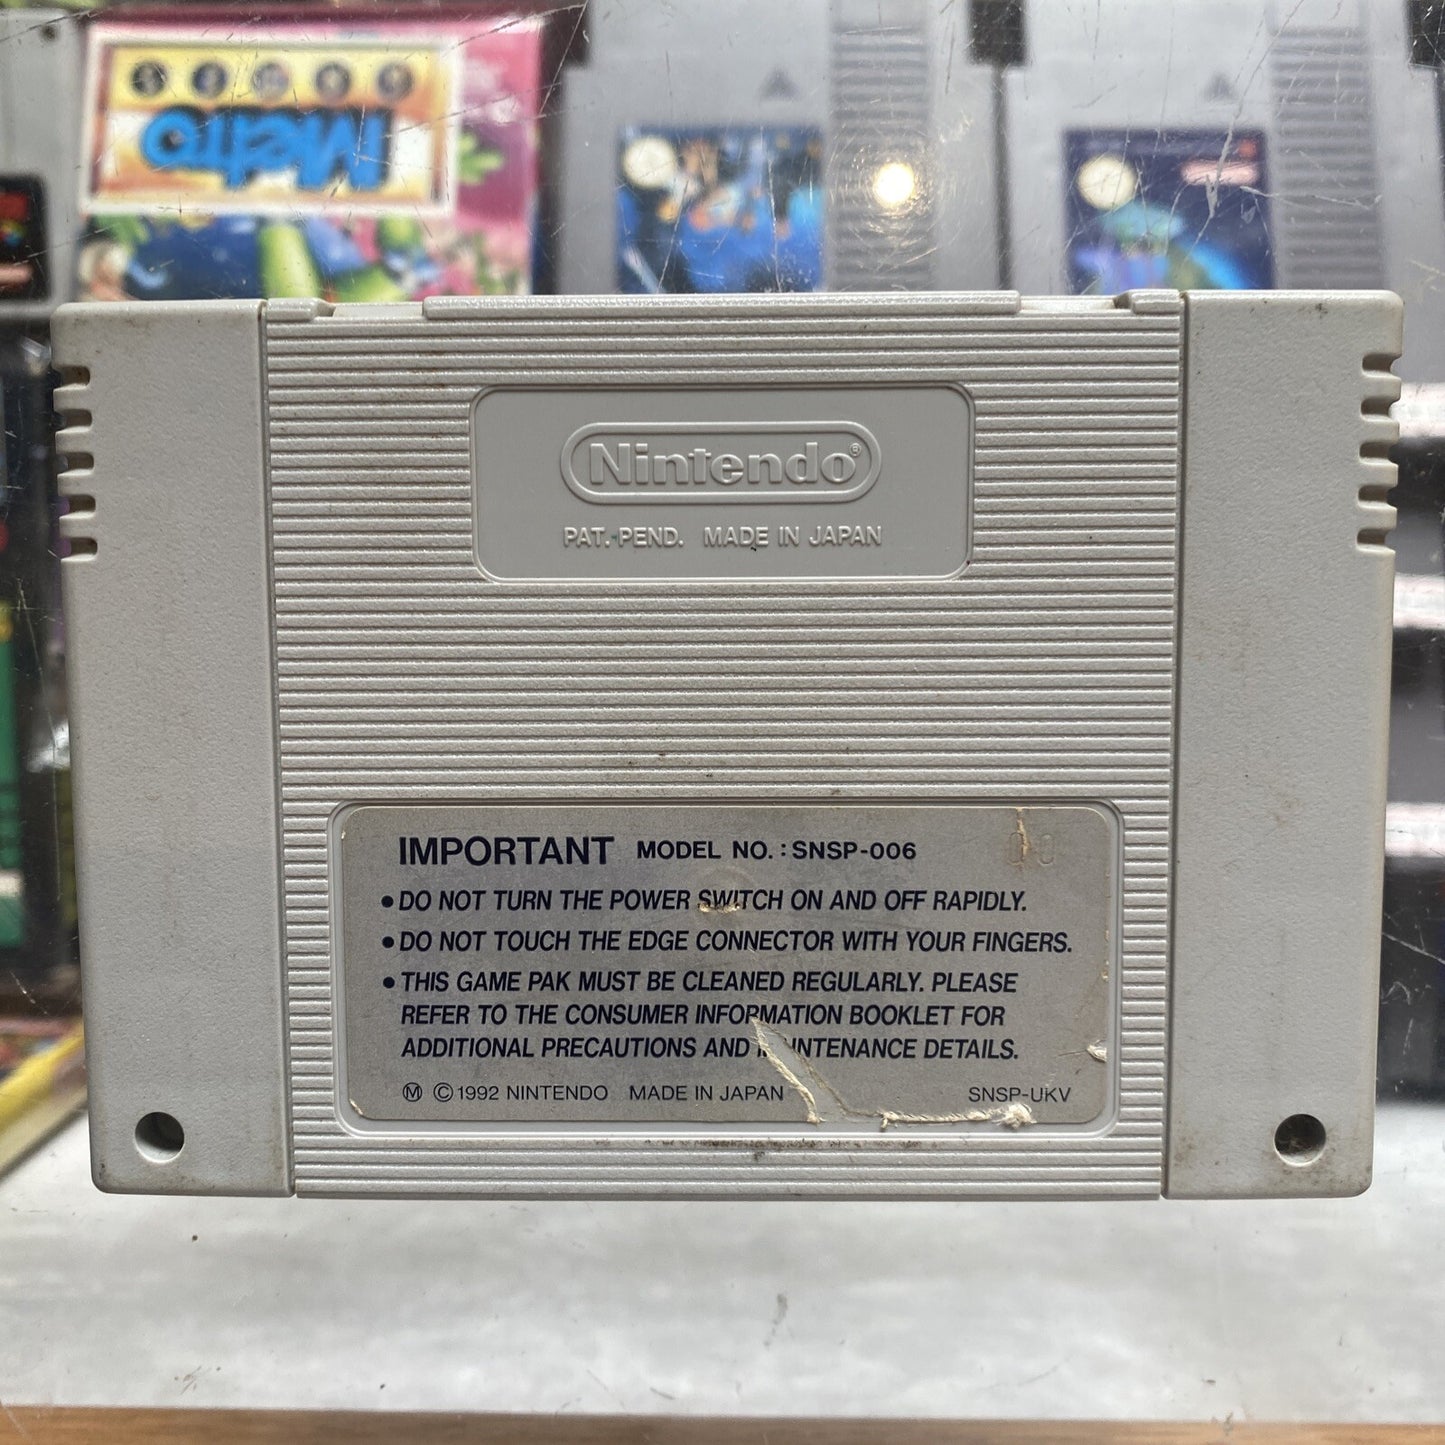 Metro
Nintendo®
PAT. PEND. MADE IN JAPAN
IMPORTANT MODEL NO. : SNSP-006
• DO NOT TURN THE POWER SWITCH ON AND OFF RAPIDLY.
• DO NOT TOUCH THE EDGE CONNECTOR WITH YOUR FINGERS.
• THIS GAME PAK MUST BE CLEANED REGULARLY. PLEASE
REFER TO THE CONSUMER INFORMATION BOOKLET FOR
ADDITIONAL PRECAUTIONS AND DETAILS.
Ⓜ © 1992 NINTENDO MADE IN JAPAN SNSP-UKV